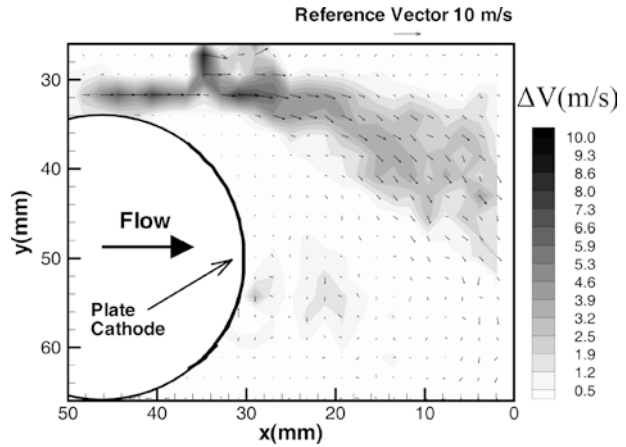 Reference Vector 10 m/s
ΔV(m/s)
10.0
9.3
8.6
8.0
7.3
6.6
5.9
5.3
4.6
3.9
3.2
2.5
1.9
1.2
0.5
30
40
50
60
y(mm)
Flow
Plate
Cathode
50 40 30 20 10 0
x(mm)